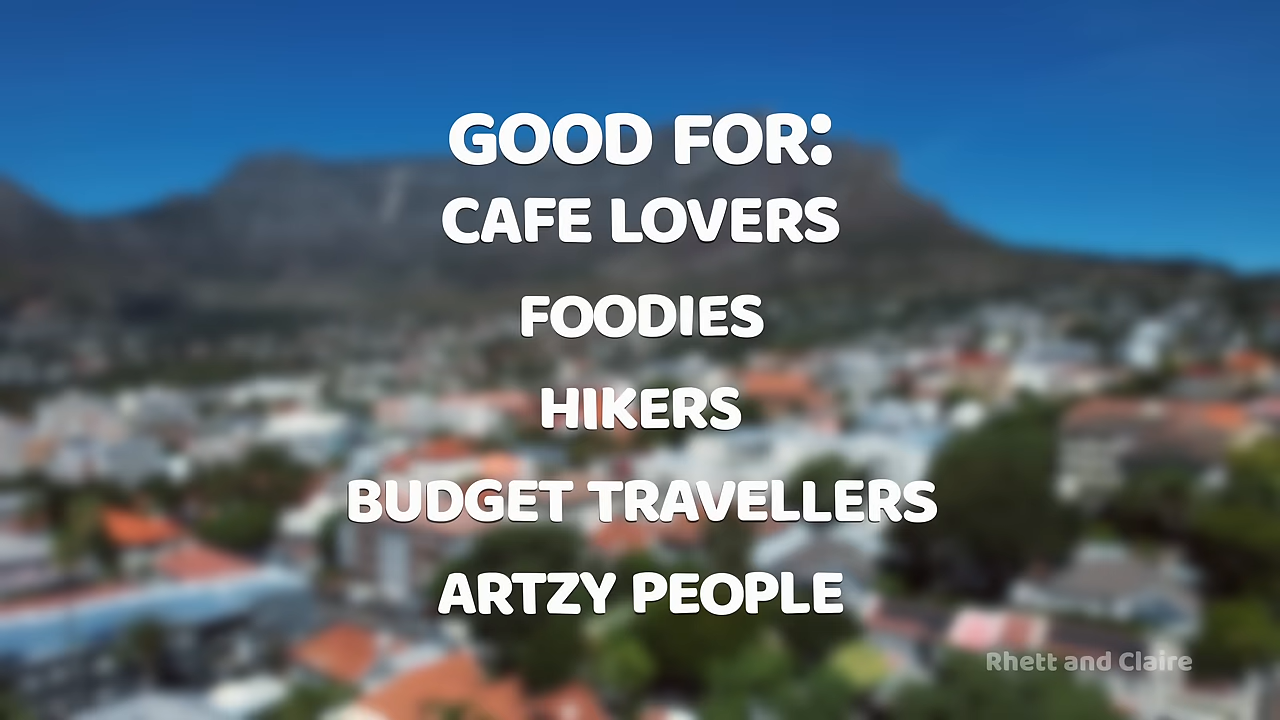 GOOD FOR:
CAFE LOVERS
FOODIES
HIKERS
BUDGET TRAVELLERS
ARTZY PEOPLE
Rhett and Claire